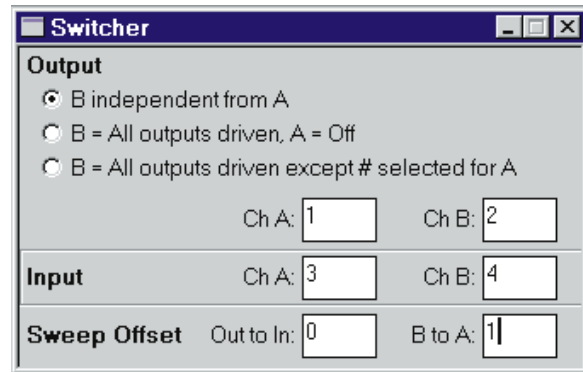 Switcher
Output
B independent from A
B = All outputs driven, A = Off
B = All outputs driven except # selected for A
Ch A: 1 Ch B: 2
Input Ch A: 3 Ch B: 4
Sweep Offset Out to In: 0 B to A: 1